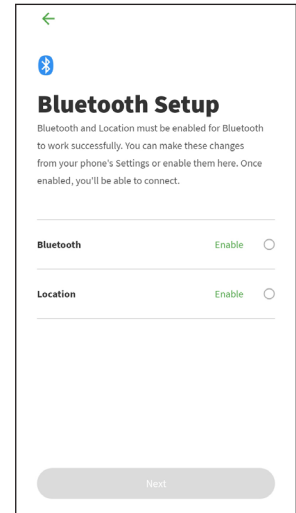 Bluetooth Setup
Bluetooth and Location must be enabled for Bluetooth
to work successfully. You can make these changes
from your phone's Settings or enable them here. Once
enabled, you'll be able to connect.
Bluetooth Enable
Location Enable
Next